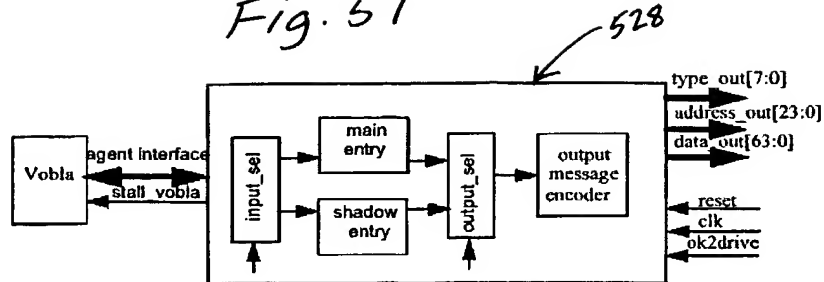 Fig. 51
528
type_out[7:0]
address_out[23:0]
data_out[63:0]
Vobla
agent interface
stall_vobla
input_sel
main
entry
shadow
entry
output_sel
output
message
encoder
reset
clk
ok2drive